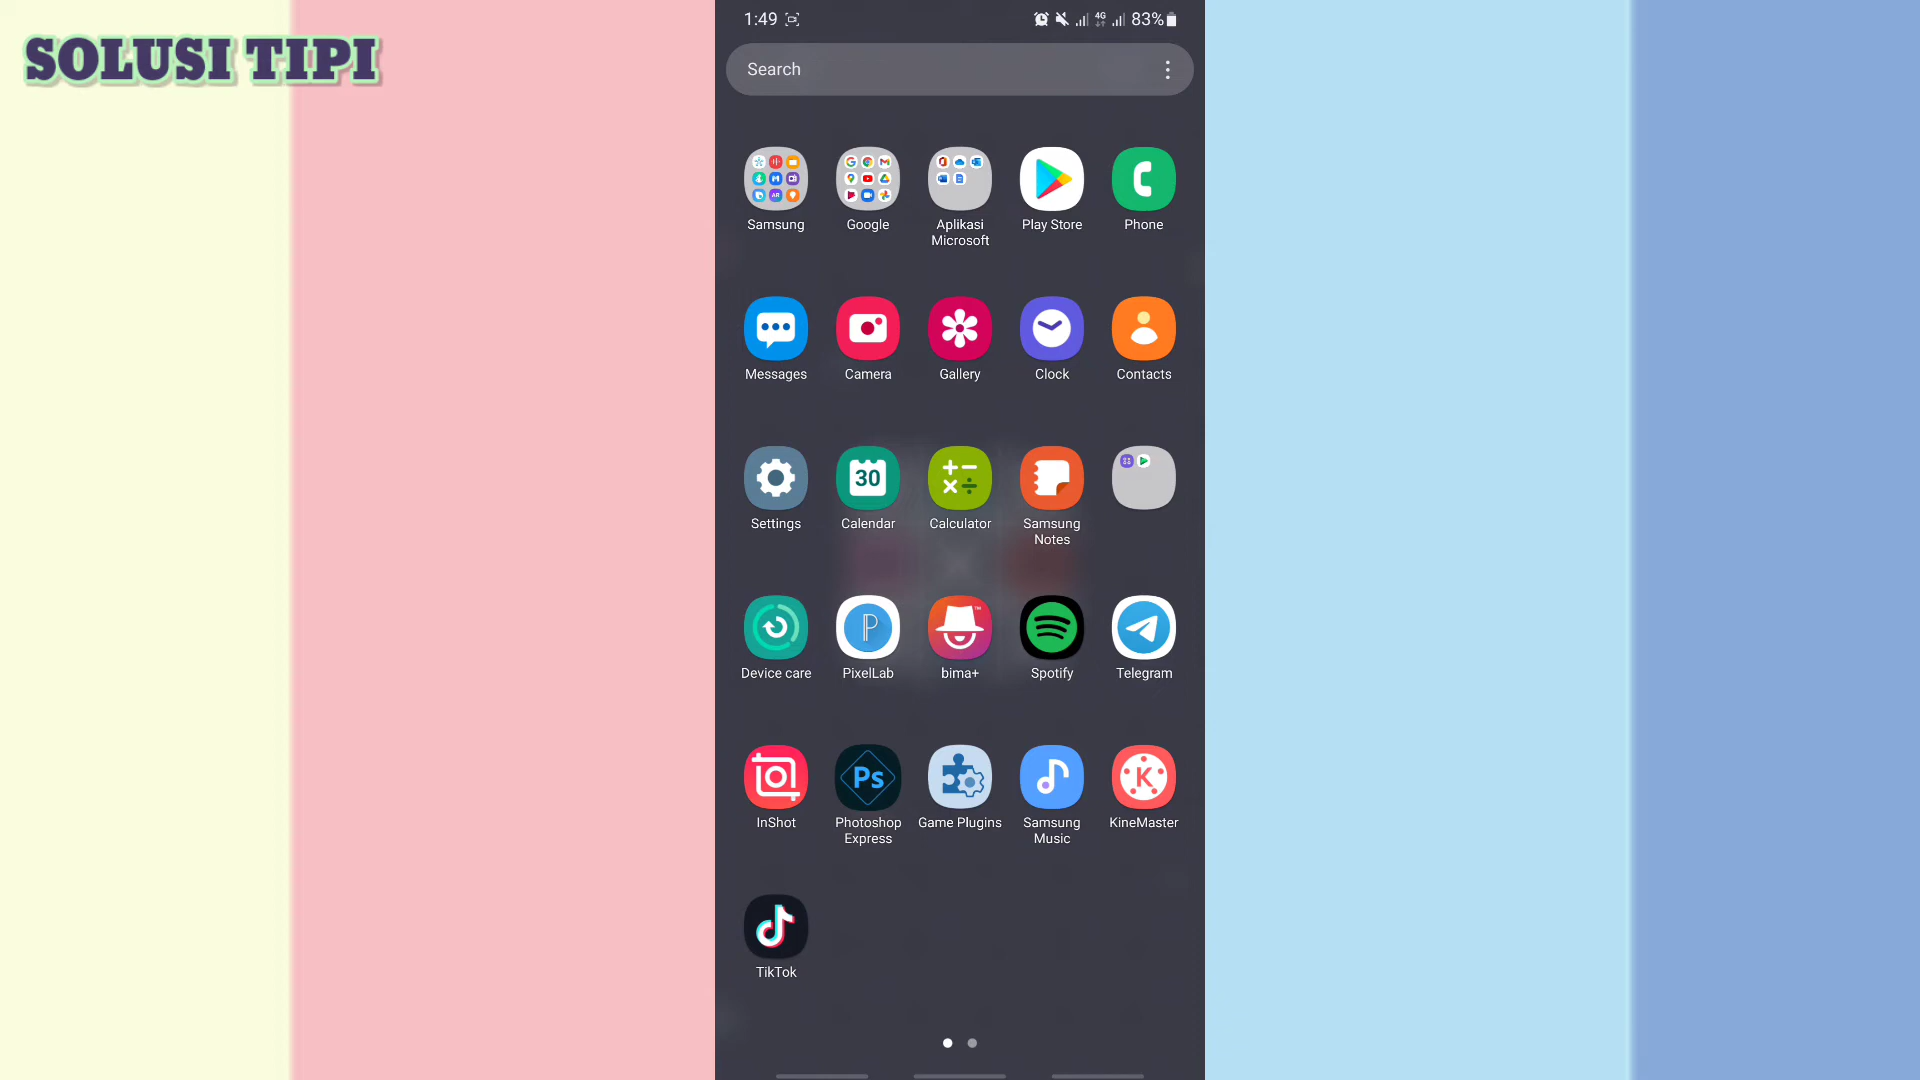 SOLUSI TIPI
1:49
4G
83%
Search
Samsung
Google
Aplikasi
Microsoft
Play Store
Phone
Messages
Camera
Gallery
Clock
Contacts
30
Settings
Calendar
Calculator
Samsung
Notes
P
TM
Device care
PixelLab
bima+
Spotify
Telegram
Ps
K
InShot
Photoshop
Express
Game Plugins
Samsung
Music
KineMaster
TikTok